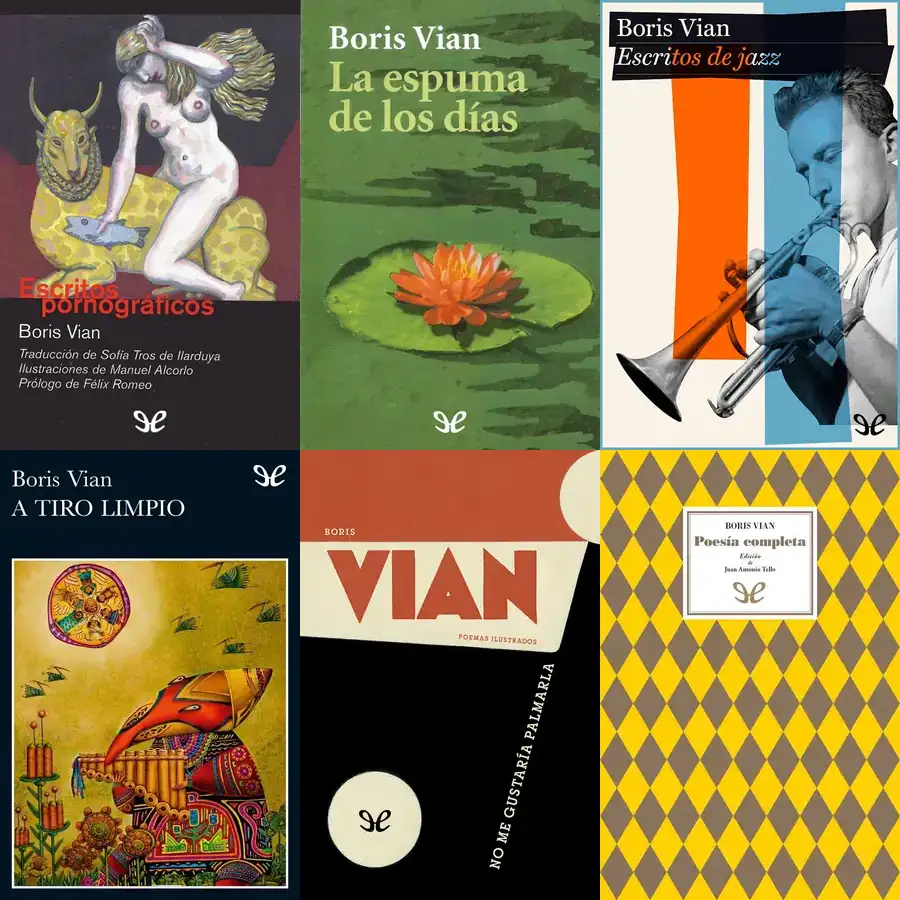 Escritos
pornográficos
Boris Vian
Traducción de Sofía Tros de Ilarduya
Ilustraciones de Manuel Alcorlo
Prólogo de Félix Romeo
Boris Vian
La espuma
de los días
Boris Vian
Escritos de jazz
Boris Vian
A TIRO LIMPIO
BORIS
VIAN
POEMAS ILUSTRADOS
NO ME GUSTARÍA PALMARLA
BORIS VIAN
Poesía completa
Edición
de
Juan Antonio Tello